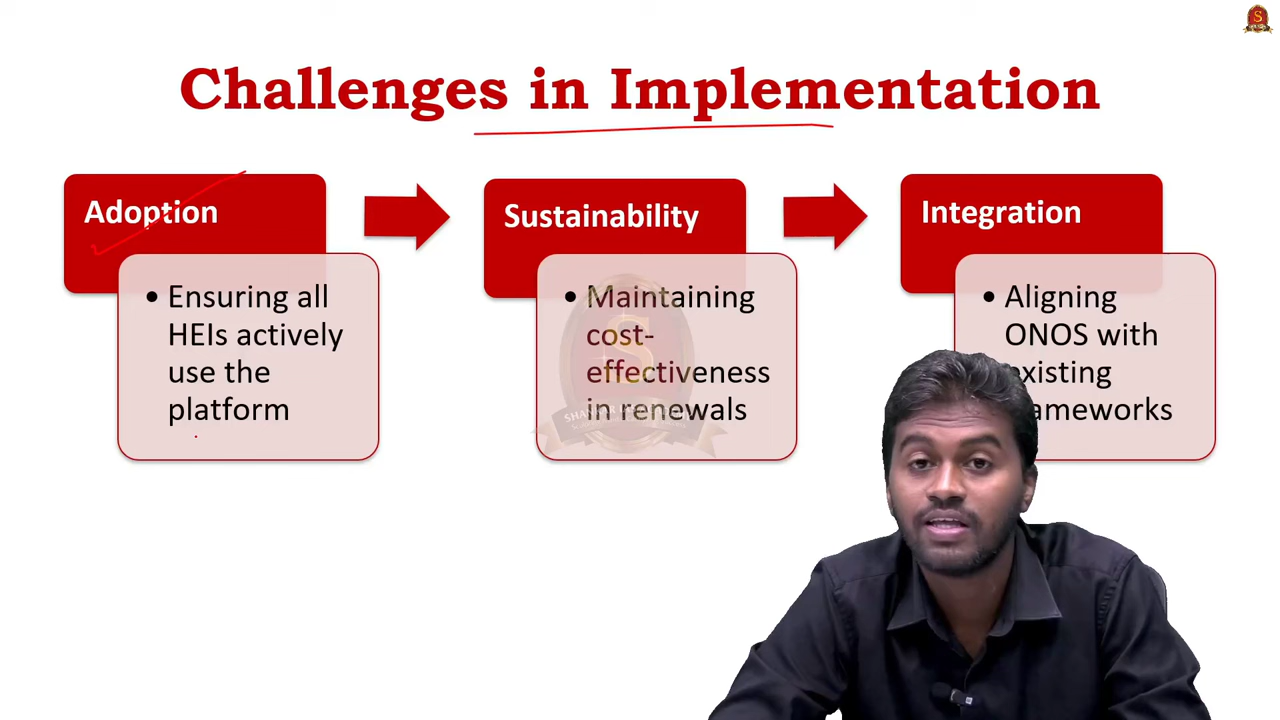 Challenges in Implementation
Adoption
Ensuring all
HEIs actively
use the
platform
Sustainability
Maintaining
cost-
effectiveness
in renewals
Integration
Aligning
ONOS with
existing
S
SHANKAR